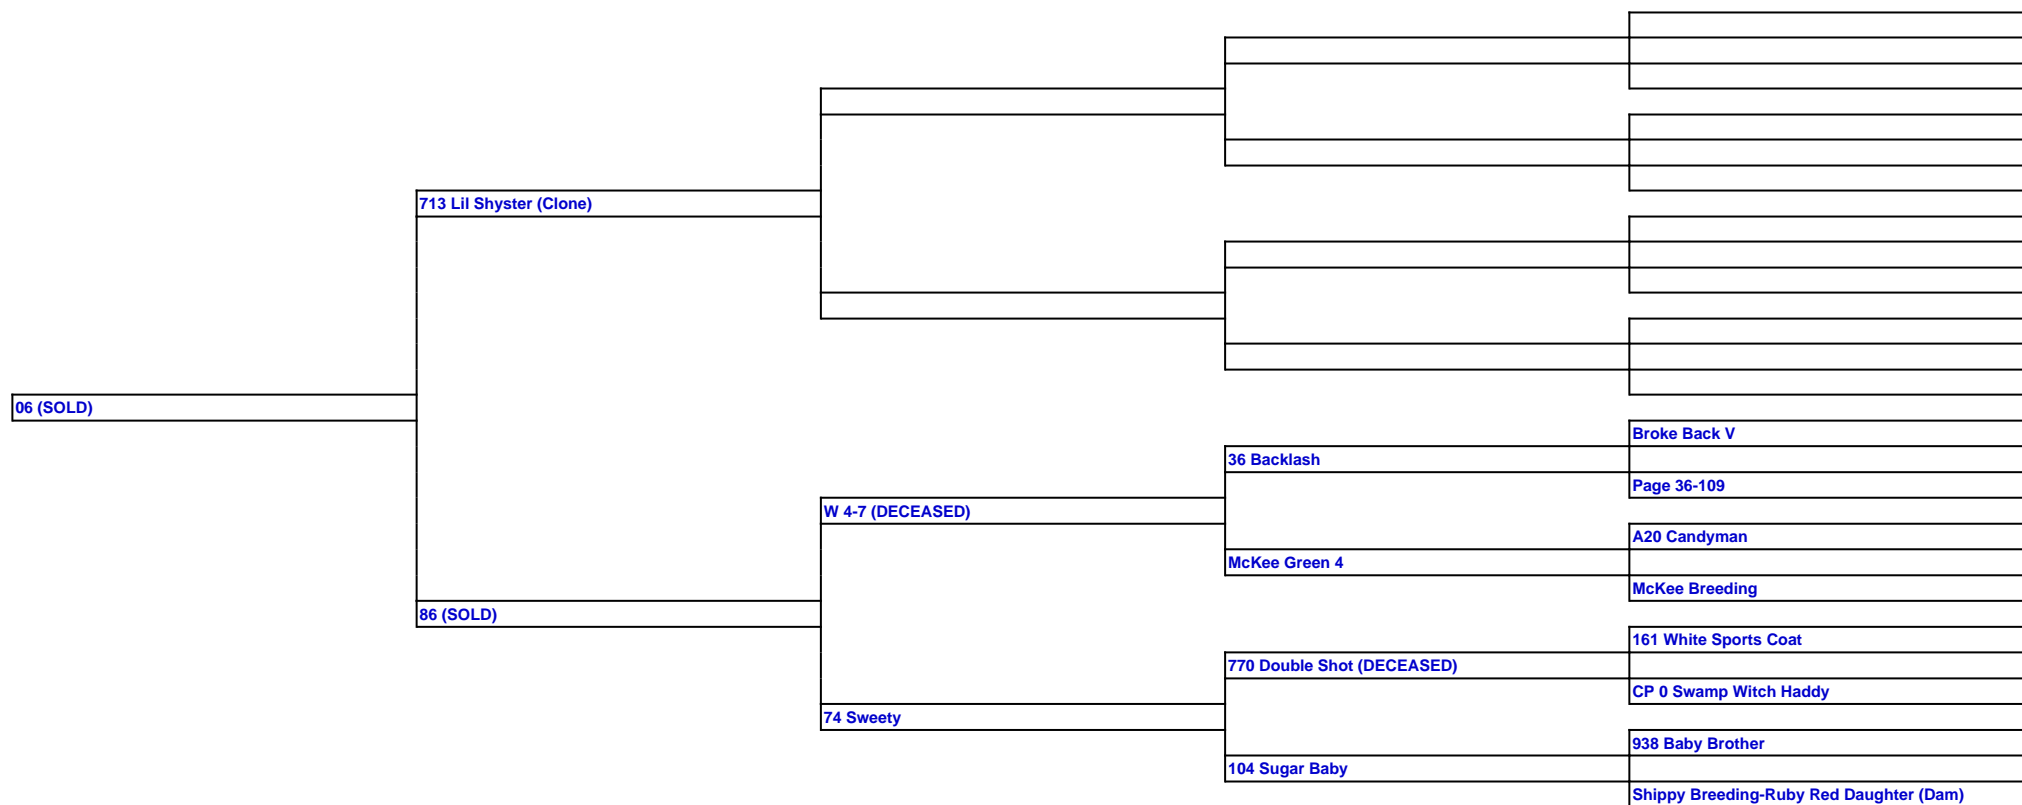 713 Lil Shyster (Clone)
06 (SOLD)
Broke Back V
36 Backlash
Page 36-109
W 4-7 (DECEASED)
A20 Candyman
McKee Green 4
McKee Breeding
86 (SOLD)
161 White Sports Coat
770 Double Shot (DECEASED)
CP 0 Swamp Witch Haddy
74 Sweety
938 Baby Brother
104 Sugar Baby
Shippy Breeding-Ruby Red Daughter (Dam)